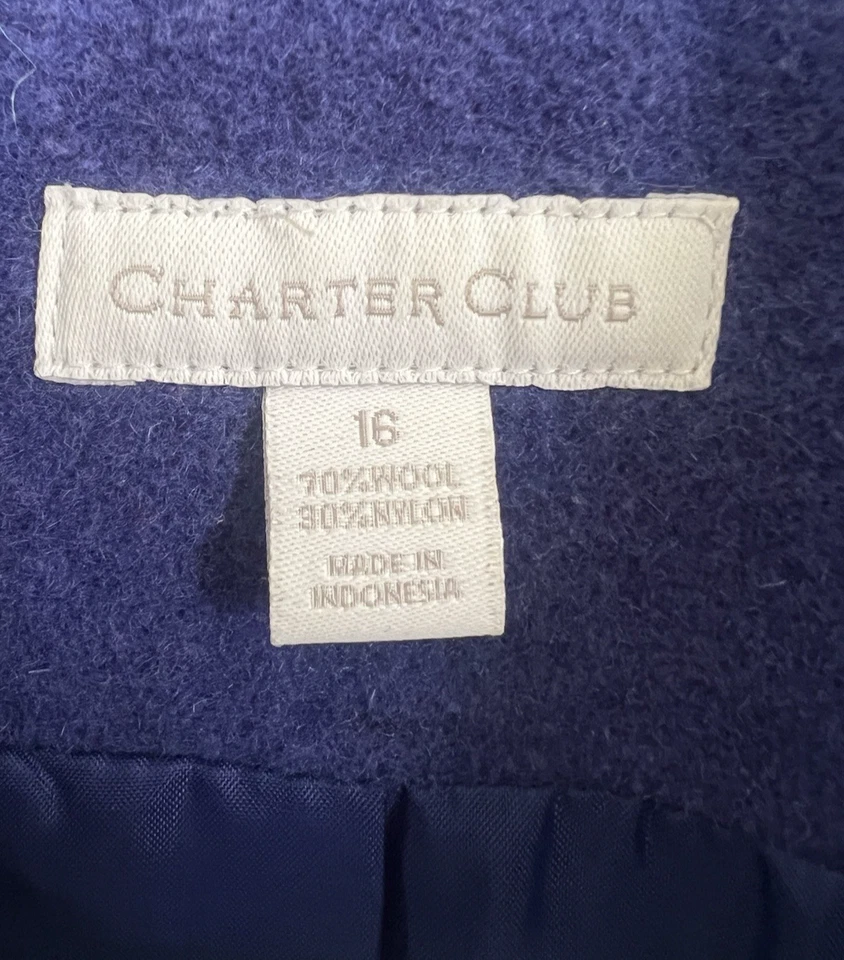 CHARTER CLUB
16
70%WOOL
30%NYLON
MADE IN
INDONESIA